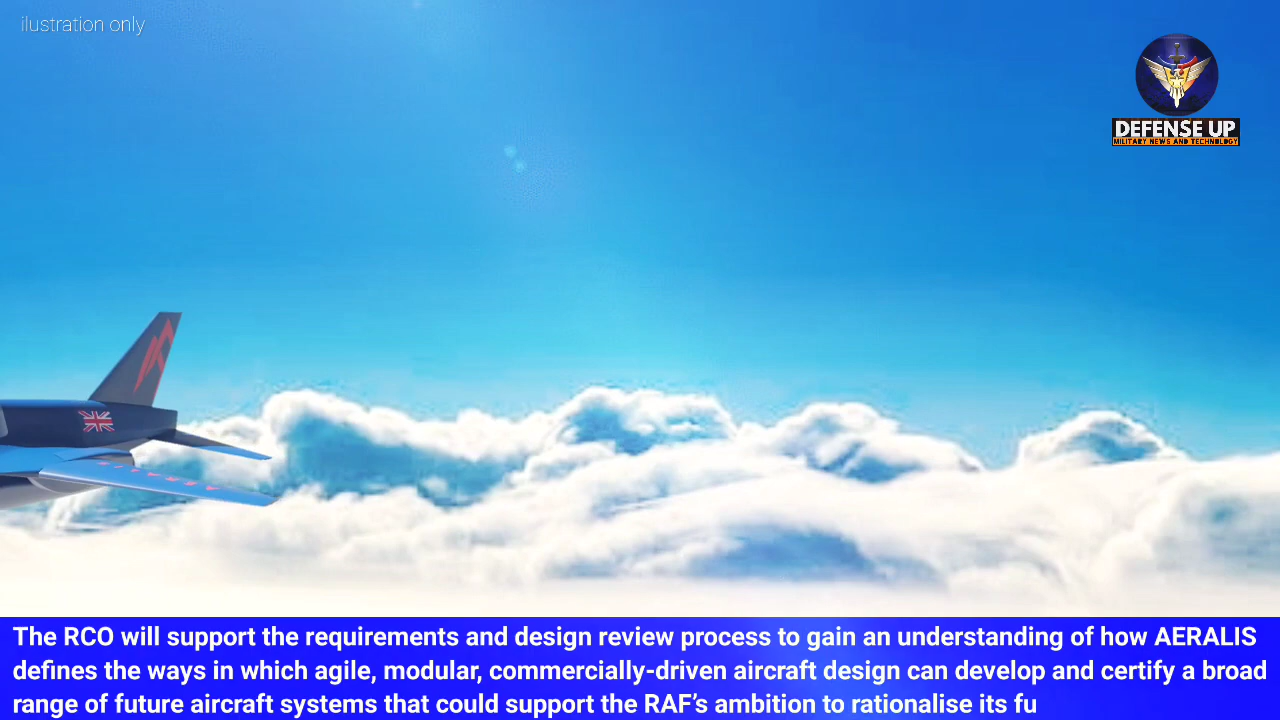 ilustration only
DEFENSE UP
MILITARY NEWS AND TECHNOLOGY
The RCO will support the requirements and design review process to gain an understanding of how AERALIS
defines the ways in which agile, modular, commercially-driven aircraft design can develop and certify a broad
range of future aircraft systems that could support the RAF’s ambition to rationalise its fu